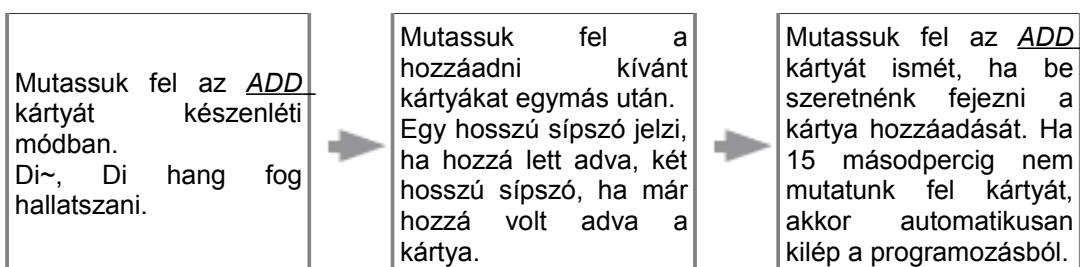 Mutassuk fel az ADD
kártyát készenléti
módban.
Di~, Di hang fog
hallatszani.
Mutassuk fel a
hozzáadni kívánt
kártyákat egymás után.
Egy hosszú sípszó jelzi,
ha hozzá lett adva, két
hosszú sípszó, ha már
hozzá volt adva a
kártya.
Mutassuk fel az ADD
kártyát ismét, ha be
szeretnénk fejezni a
kártya hozzáadását. Ha
15 másodpercig nem
mutatunk fel kártyát,
akkor automatikusan
kilép a programozásból.